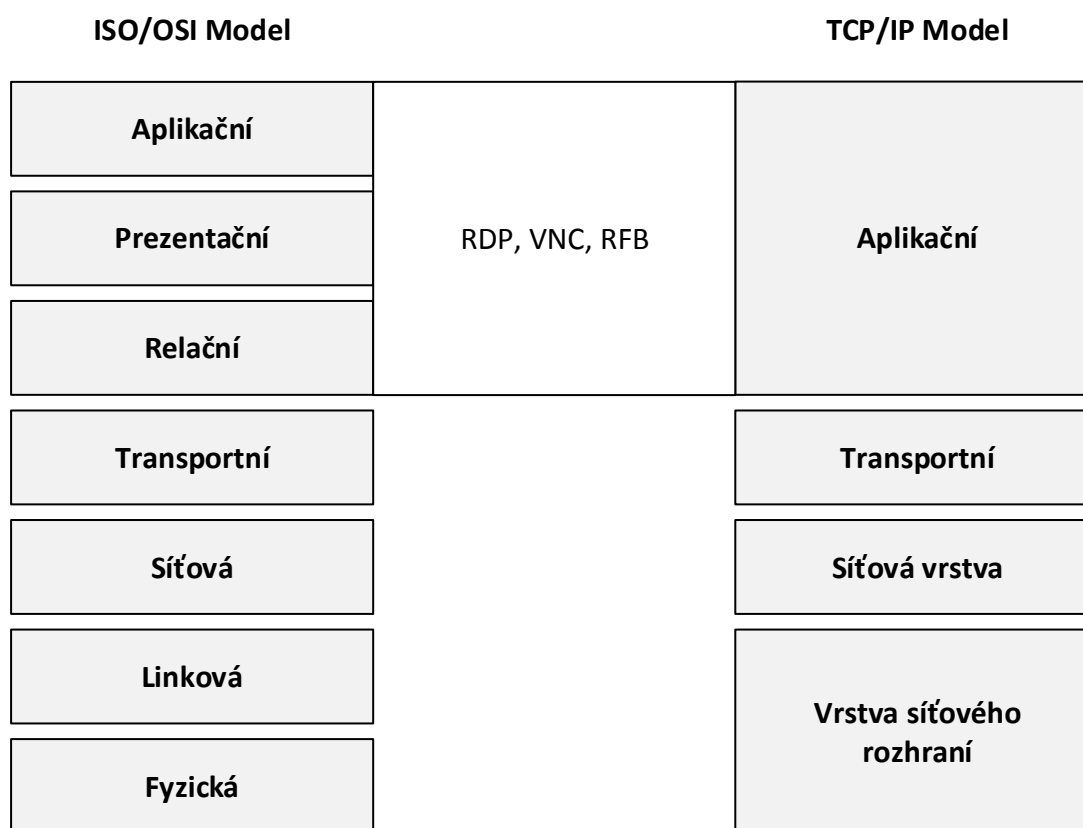 ISO/OSI Model
TCP/IP Model
Aplikační
Prezentační
RDP, VNC, RFB
Aplikační
Relační
Transportní
Transportní
Síťová
Síťová vrstva
Linková
Vrstva síťového
rozhraní
Fyzická